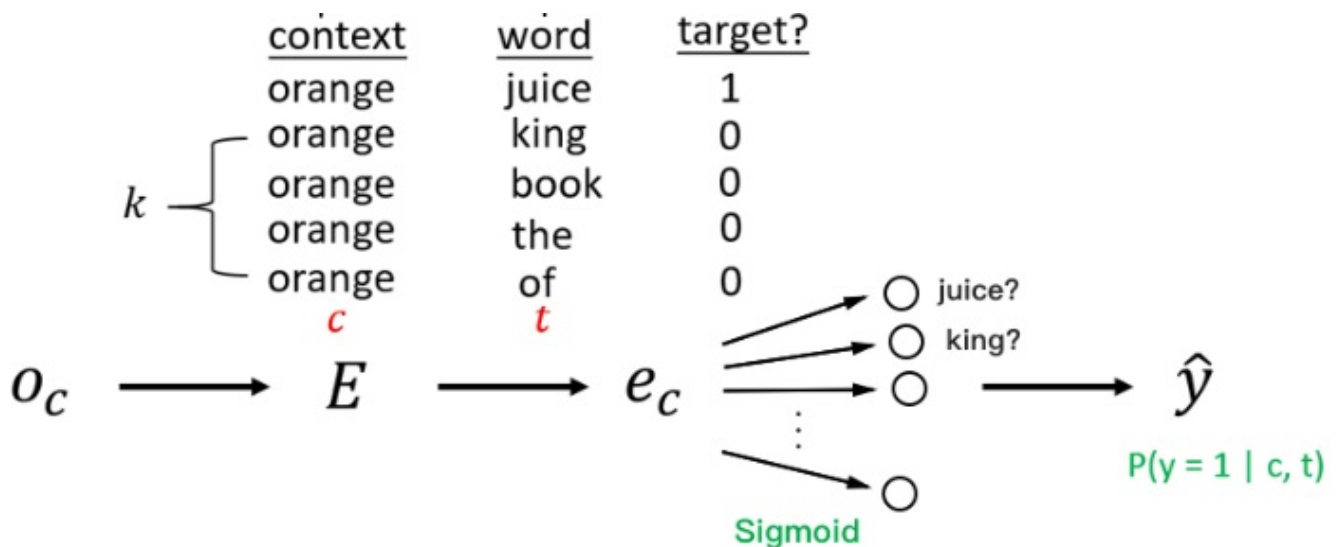 context word target?
orange juice 1
orange king 0
k orange book 0
orange the 0
orange of 0
c t
juice?
king?
o_c E e_c ŷ
P(y = 1 | c, t)
Sigmoid